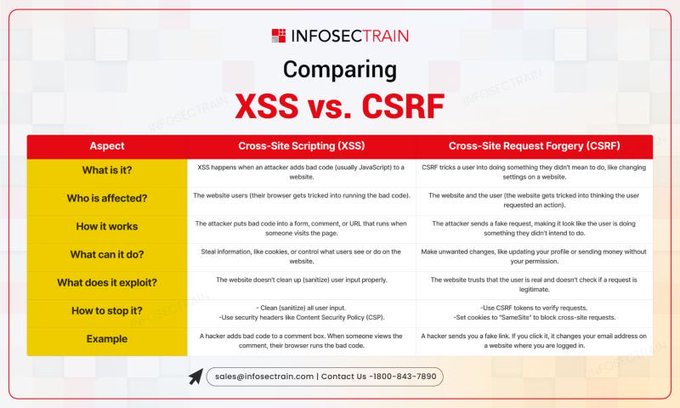 INFOSECTRAIN
Comparing
XSS vs. CSRF
Aspect
Cross-Site Scripting (XSS)
Cross-Site Request Forgery (CSRF)
What is it?
XSS happens when an attacker adds bad code (usually JavaScript) to a
website.
CSRF tricks a user into doing something they didn't mean to do, like changing
settings on a website.
Who is affected?
The website users (their browser gets tricked into running the bad code).
The website and the user (the website gets tricked into thinking the user
requested an action).
How it works
The attacker puts bad code into a form, comment, or URL that runs when
someone visits the page.
The attacker sends a fake request, making it look like the user is doing
something they didn't intend to do.
What can it do?
Steal information, like cookies, or control what users see or do on the
website.
Make unwanted changes, like updating your profile or sending money without
your permission.
What does it exploit?
The website doesn't clean up (sanitize) user input properly.
The website trusts that the user is real and doesn't check if a request is
legitimate.
How to stop it?
- Clean (sanitize) all user input.
-Use security headers like Content Security Policy (CSP).
-Use CSRF tokens to verify requests.
-Set cookies to "SameSite" to block cross-site requests.
Example
A hacker adds bad code to a comment box. When someone views the
comment, their browser runs the bad code.
A hacker sends you a fake link. If you click it, it changes your email address on
a website where you are logged in.
sales@infosectrain.com | Contact Us -1800-843-7890